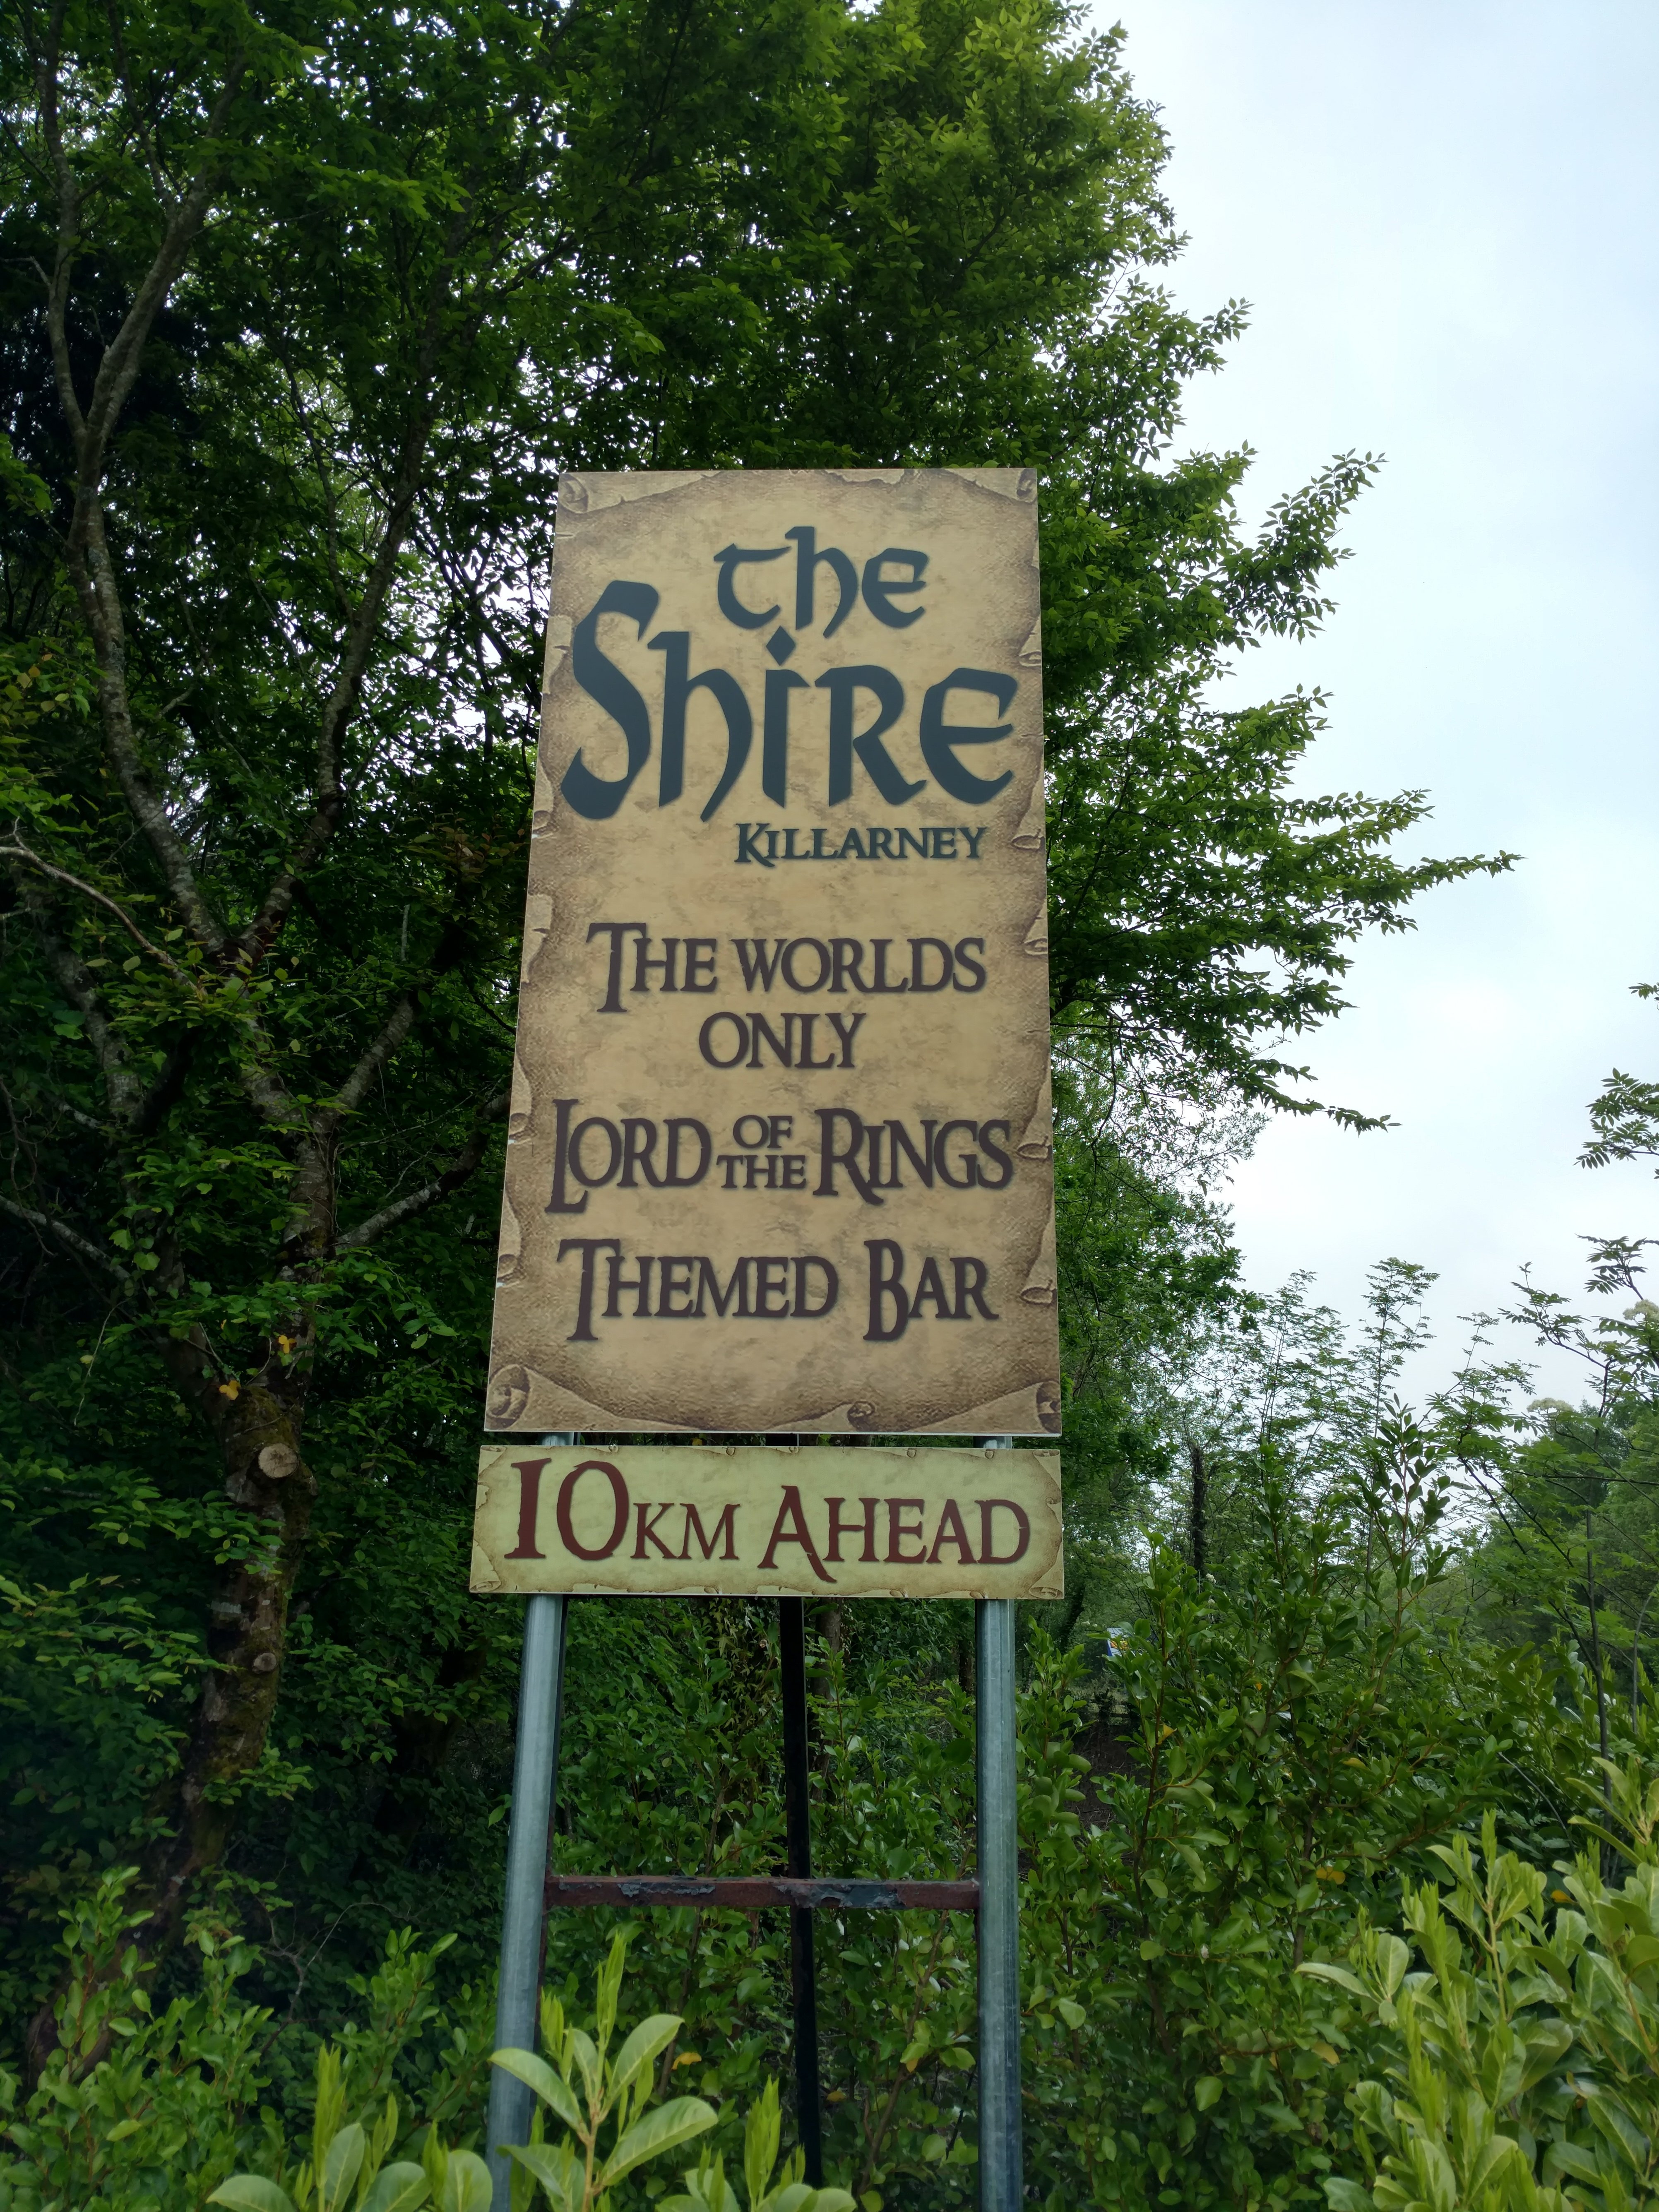 the
Shire
Killarney
The worlds
only
Lord of the Rings
Themed Bar
10km Ahead